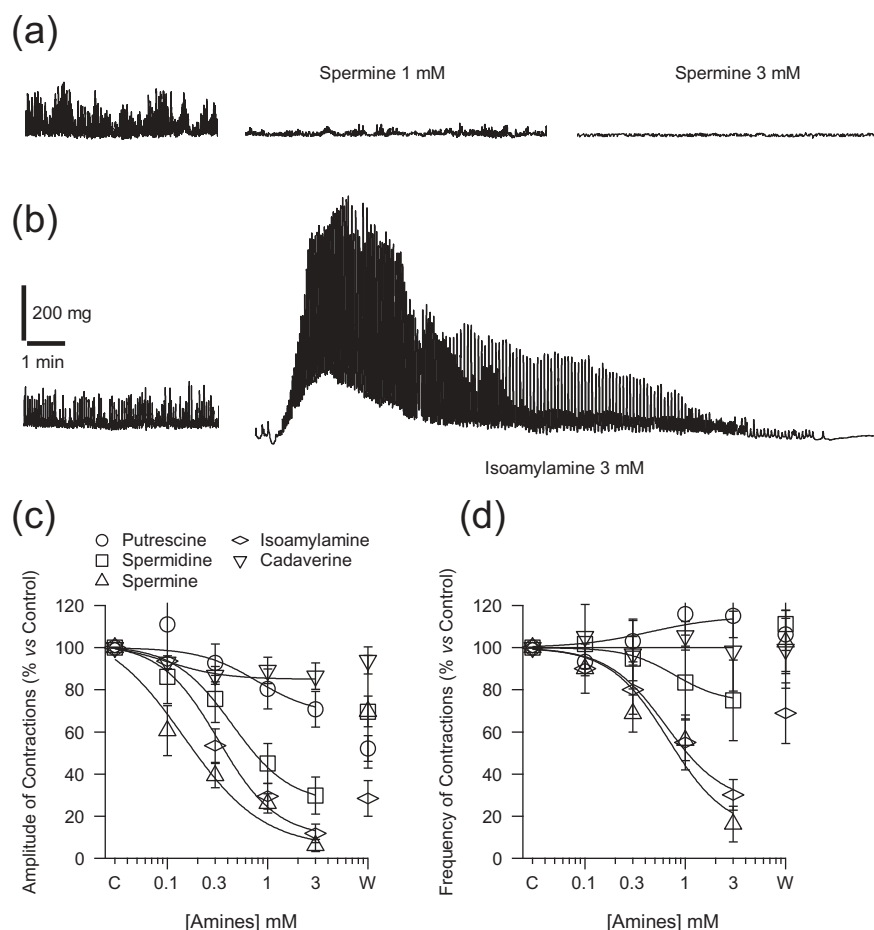 (a)
Spermine 1 mM
Spermine 3 mM
(b)
200 mg
1 min
Isoamylamine 3 mM
(c)
Putrescine
Spermidine
Spermine
Isoamylamine
Cadaverine
Amplitude of Contractions (% vs Control)
120
100
80
60
40
20
0
C 0.1 0.3 1 3 W
[Amines] mM
(d)
Frequency of Contractions (% vs Control)
120
100
80
60
40
20
0
C 0.1 0.3 1 3 W
[Amines] mM